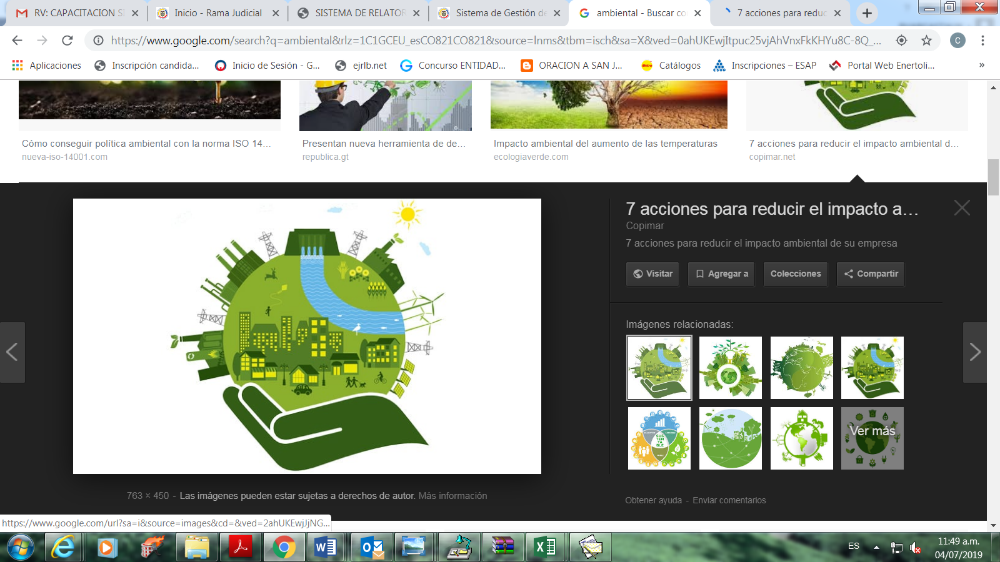 RV: CAPACITACION SI
Inicio - Rama Judicial
SISTEMA DE RELATOR
Sistema de Gestión de
ambiental - Buscar co
7 acciones para reduc
https://www.google.com/search?q=ambiental&rlz=1C1GCEU_esCO821CO821&source=lnms&tbm=isch&sa=X&ved=0ahUKEwjItpuc25vjAhVnxFkKHYu8C-8Q_...
C
Aplicaciones
Inscripción candida...
Inicio de Sesión - G...
ejrlb.net
Concurso ENTIDAD...
ORACION A SAN J...
Metro
Catálogos
Inscripciones – ESAP
Portal Web Enertoli...
»
Cómo conseguir política ambiental con la norma ISO 14...
nueva-iso-14001.com
Presentan nueva herramienta de de...
republica.gt
Impacto ambiental del aumento de las temperaturas
ecologiaverde.com
7 acciones para reducir el impacto ambiental d...
copimar.net
7 acciones para reducir el impacto a...
Copimar
7 acciones para reducir el impacto ambiental de su empresa
Visitar
Agregar a
Colecciones
Compartir
Imágenes relacionadas:
SUS
TEN
TA
BLE
Ver más
763 × 450 - Las imágenes pueden estar sujetas a derechos de autor. Más información
Obtener ayuda - Enviar comentarios
https://www.google.com/url?sa=i&source=images&cd=&ved=2ahUKEwjJjNG...
ES
11:49 a.m.
04/07/2019